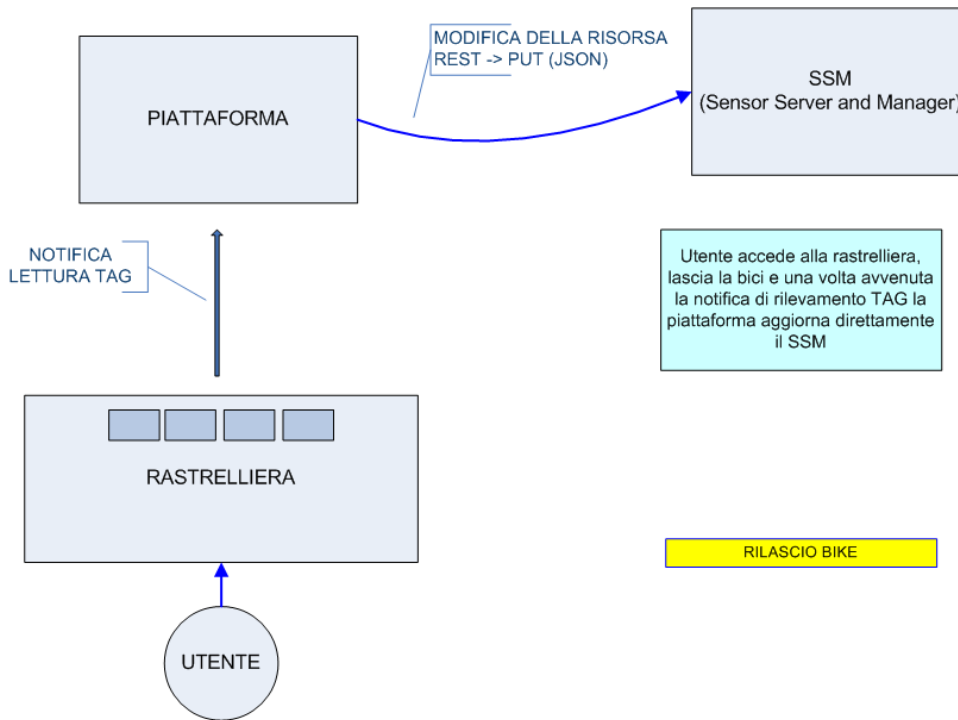 MODIFICA DELLA RISORSA
REST -> PUT (JSON)
PIATTAFORMA
SSM
(Sensor Server and Manager)
NOTIFICA
LETTURA TAG
Utente accede alla rastrelliera,
lascia la bici e una volta avvenuta
la notifica di rilevamento TAG la
piattaforma aggiorna direttamente
il SSM
RASTRELLIERA
RILASCIO BIKE
UTENTE